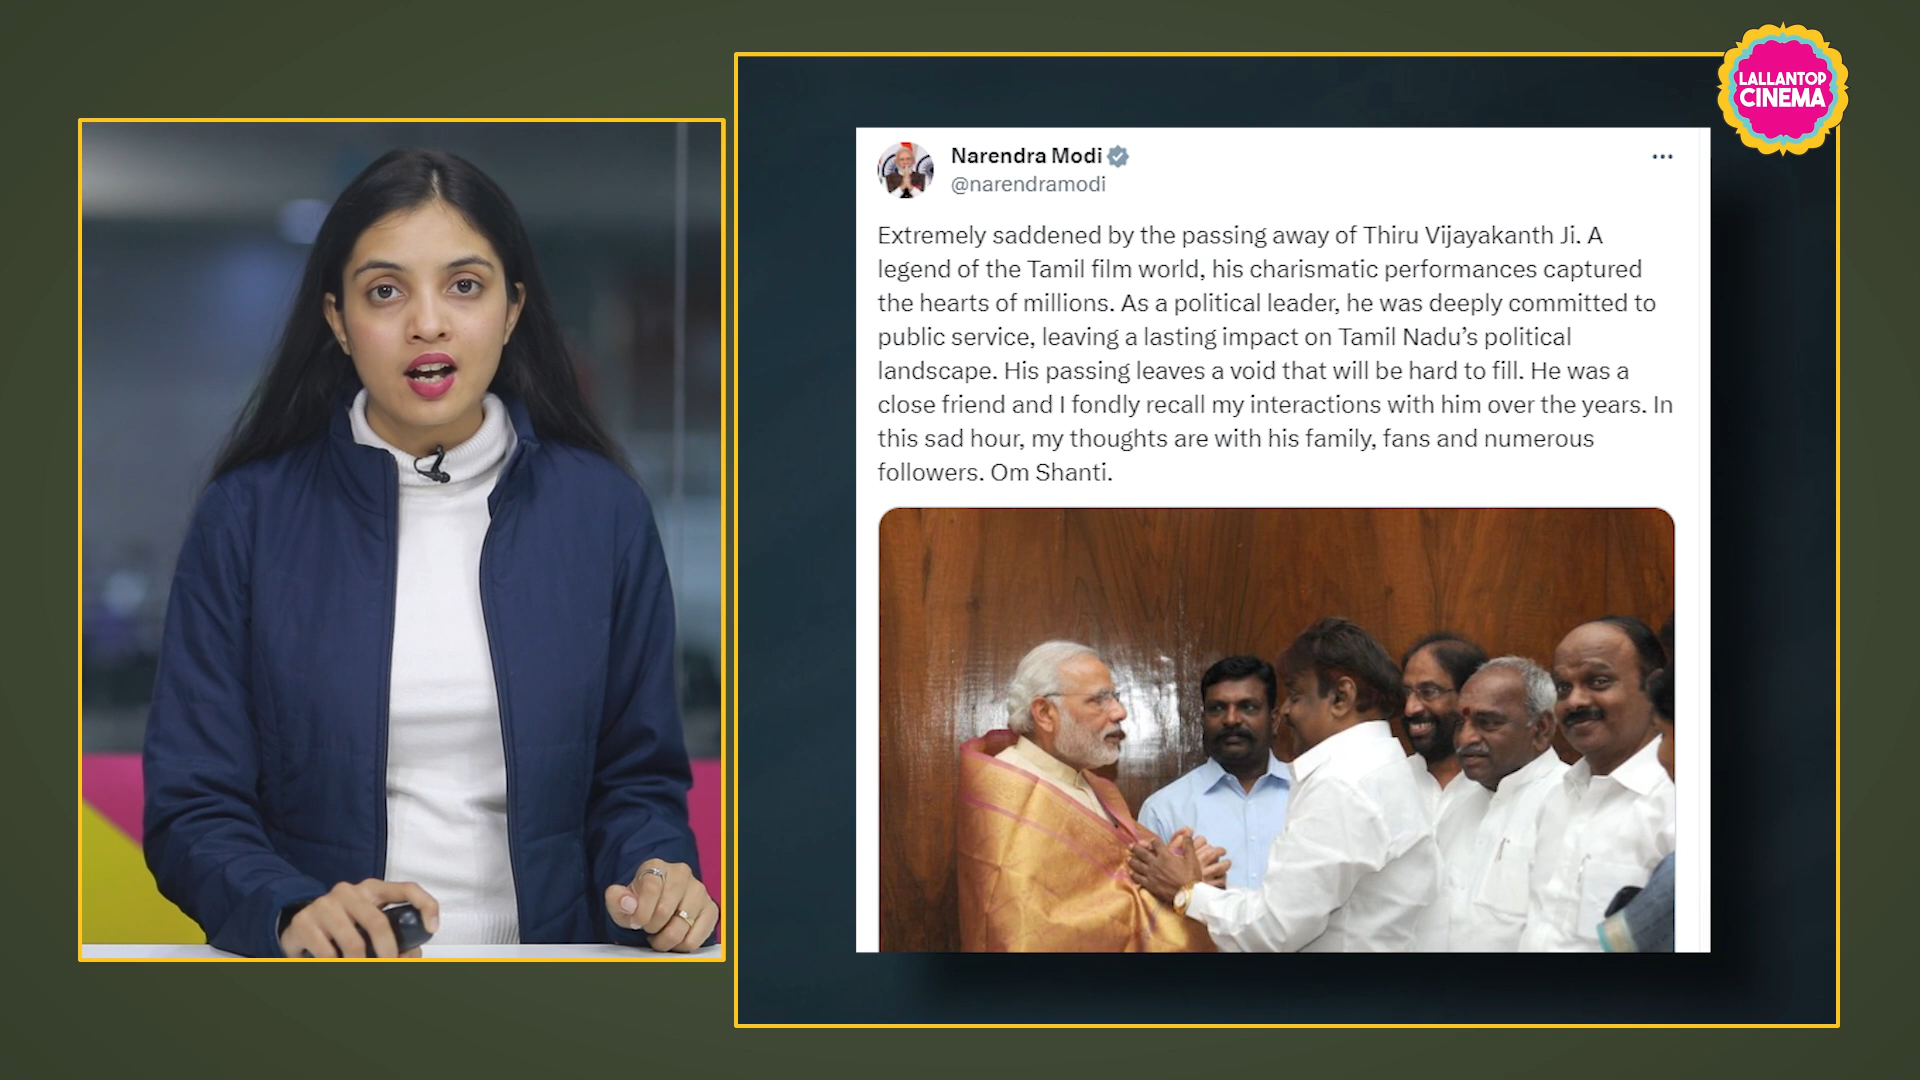 LALLANTOP
CINEMA
Narendra Modi
@narendramodi
Extremely saddened by the passing away of Thiru Vijayakanth Ji. A
legend of the Tamil film world, his charismatic performances captured
the hearts of millions. As a political leader, he was deeply committed to
public service, leaving a lasting impact on Tamil Nadu’s political
landscape. His passing leaves a void that will be hard to fill. He was a
close friend and I fondly recall my interactions with him over the years. In
this sad hour, my thoughts are with his family, fans and numerous
followers. Om Shanti.